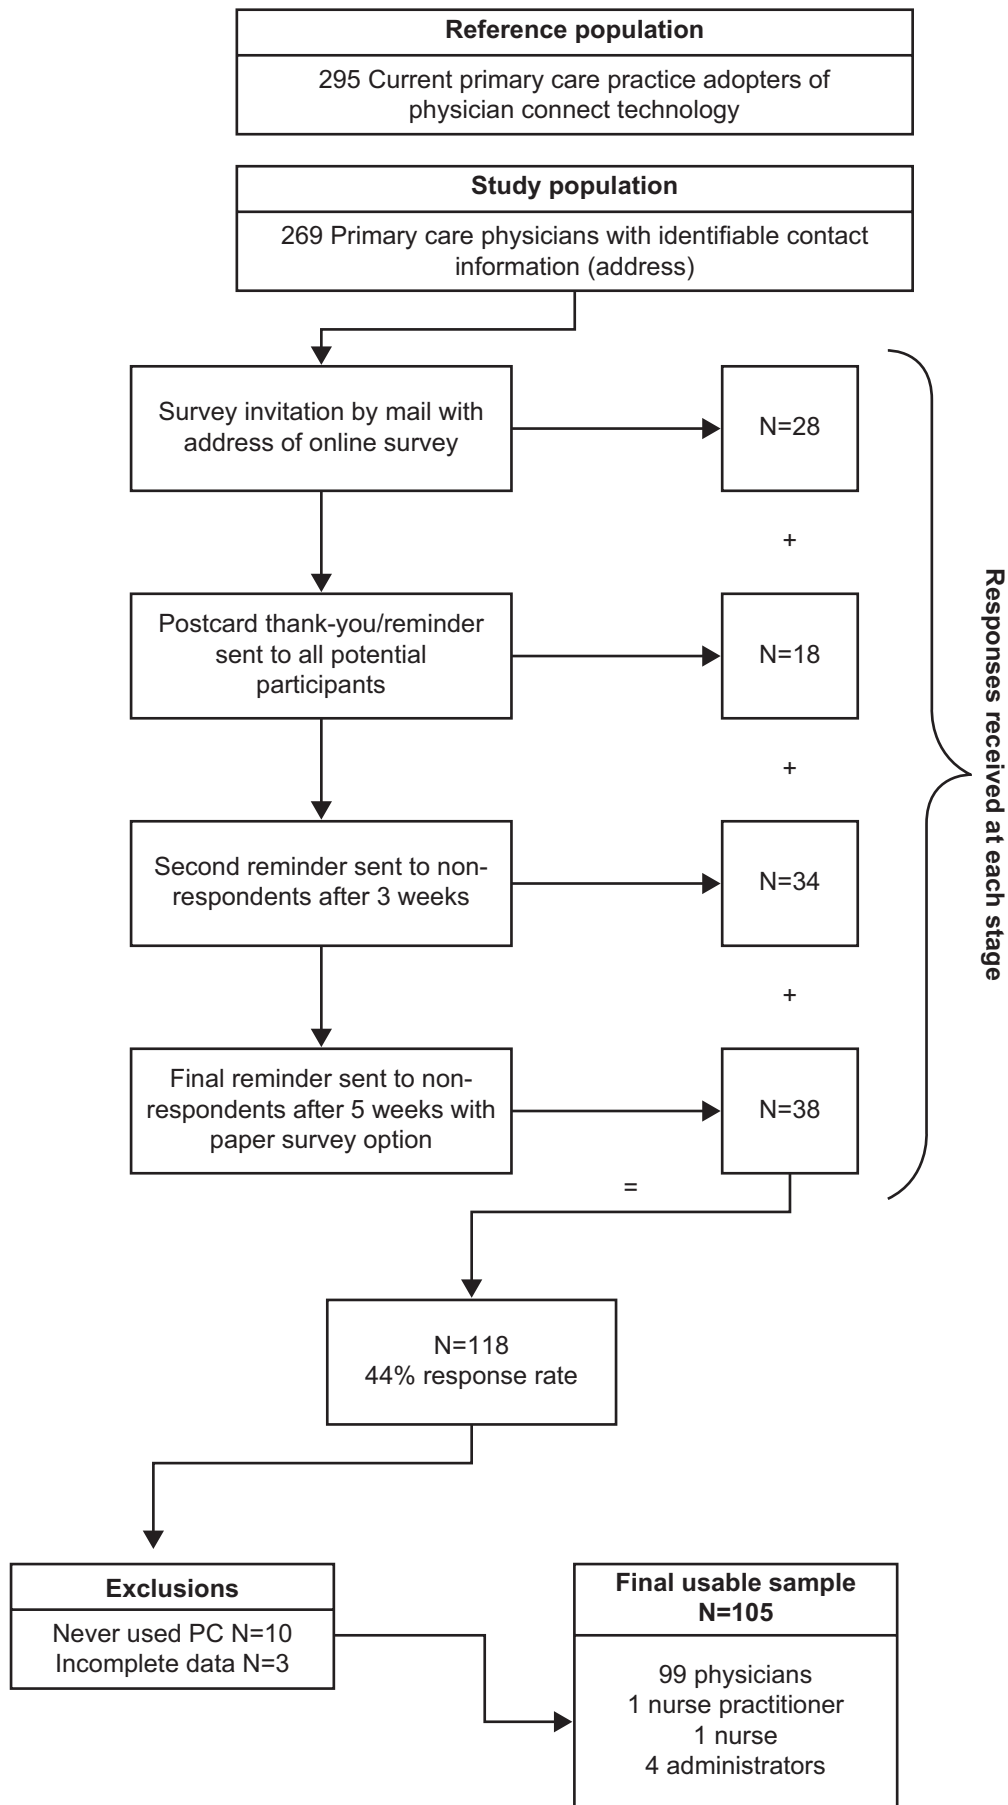 Reference population
295 Current primary care practice adopters of
physician connect technology
Study population
269 Primary care physicians with identifiable contact
information (address)
Survey invitation by mail with
address of online survey
N=28
+
Postcard thank-you/reminder
sent to all potential
participants
N=18
+
Second reminder sent to non-
respondents after 3 weeks
N=34
+
Final reminder sent to non-
respondents after 5 weeks with
paper survey option
N=38
=
Responses received at each stage
N=118
44% response rate
Exclusions
Never used PC N=10
Incomplete data N=3
Final usable sample
N=105
99 physicians
1 nurse practitioner
1 nurse
4 administrators